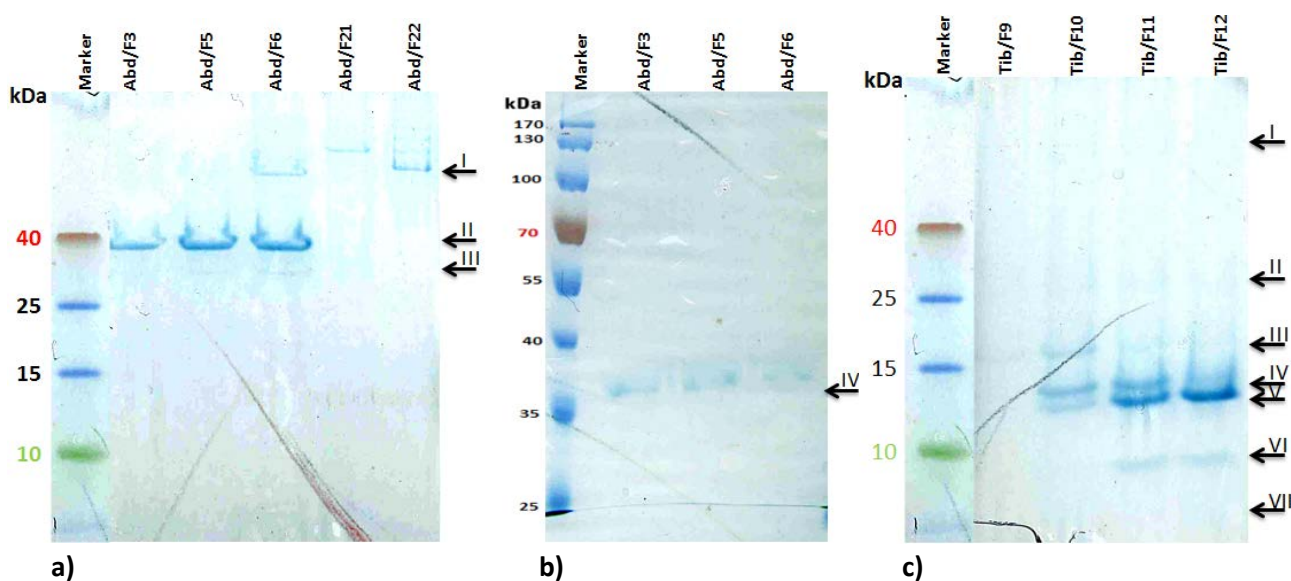 Marker Abd/F3 Abd/F5 Abd/F6 Abd/F21 Abd/F22
kDa
40
25
15
10
I
II
III
a)
Marker Abd/F3 Abd/F5 Abd/F6
kDa
170
130
100
70
55
40
35
25
IV
b)
Marker Tib/F9 Tib/F10 Tib/F11 Tib/F12
kDa
40
25
15
10
I
II
III
IV
V
VI
VII
c)